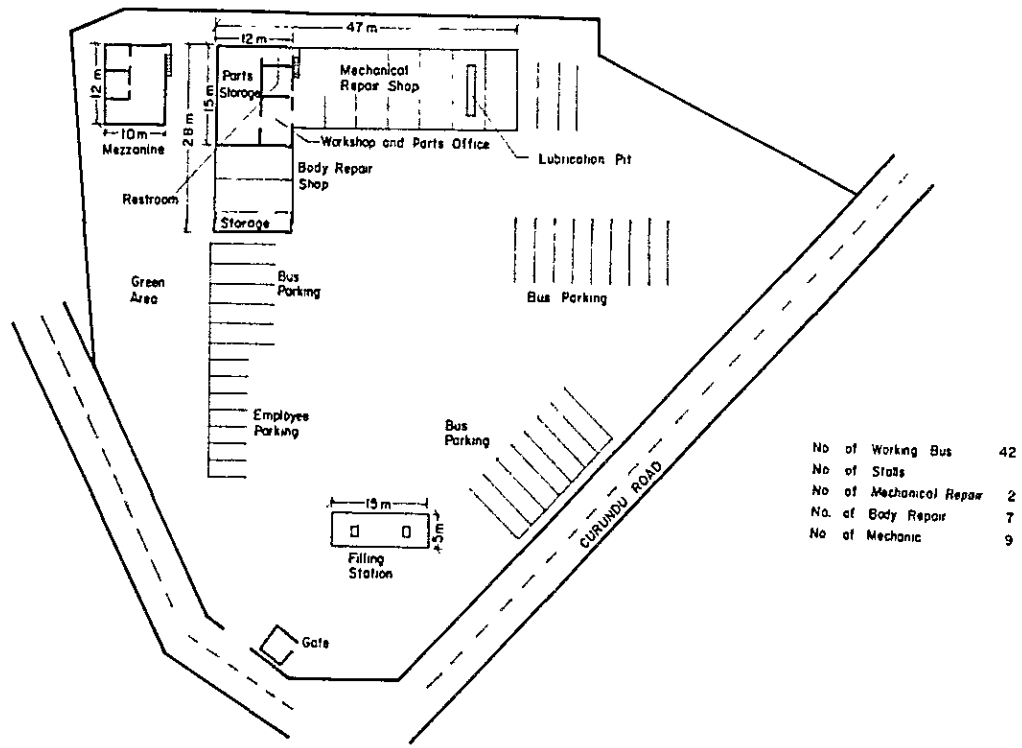 47 m
12 m
12 m
10 m
Mezzanine
Parts
Storage
15 m
28 m
Mechanical
Repair Shop
Workshop and Parts Office
Lubrication Pit
Restroom
Body Repair
Shop
Storage
Green
Area
Bus
Parking
Bus Parking
Employee
Parking
Bus
Parking
CURUNDU ROAD
15 m
5 m
Filling
Station
Gate
No of Working Bus 42
No of Stalls
No of Mechanical Repair 2
No. of Body Repair 7
No of Mechanic 9